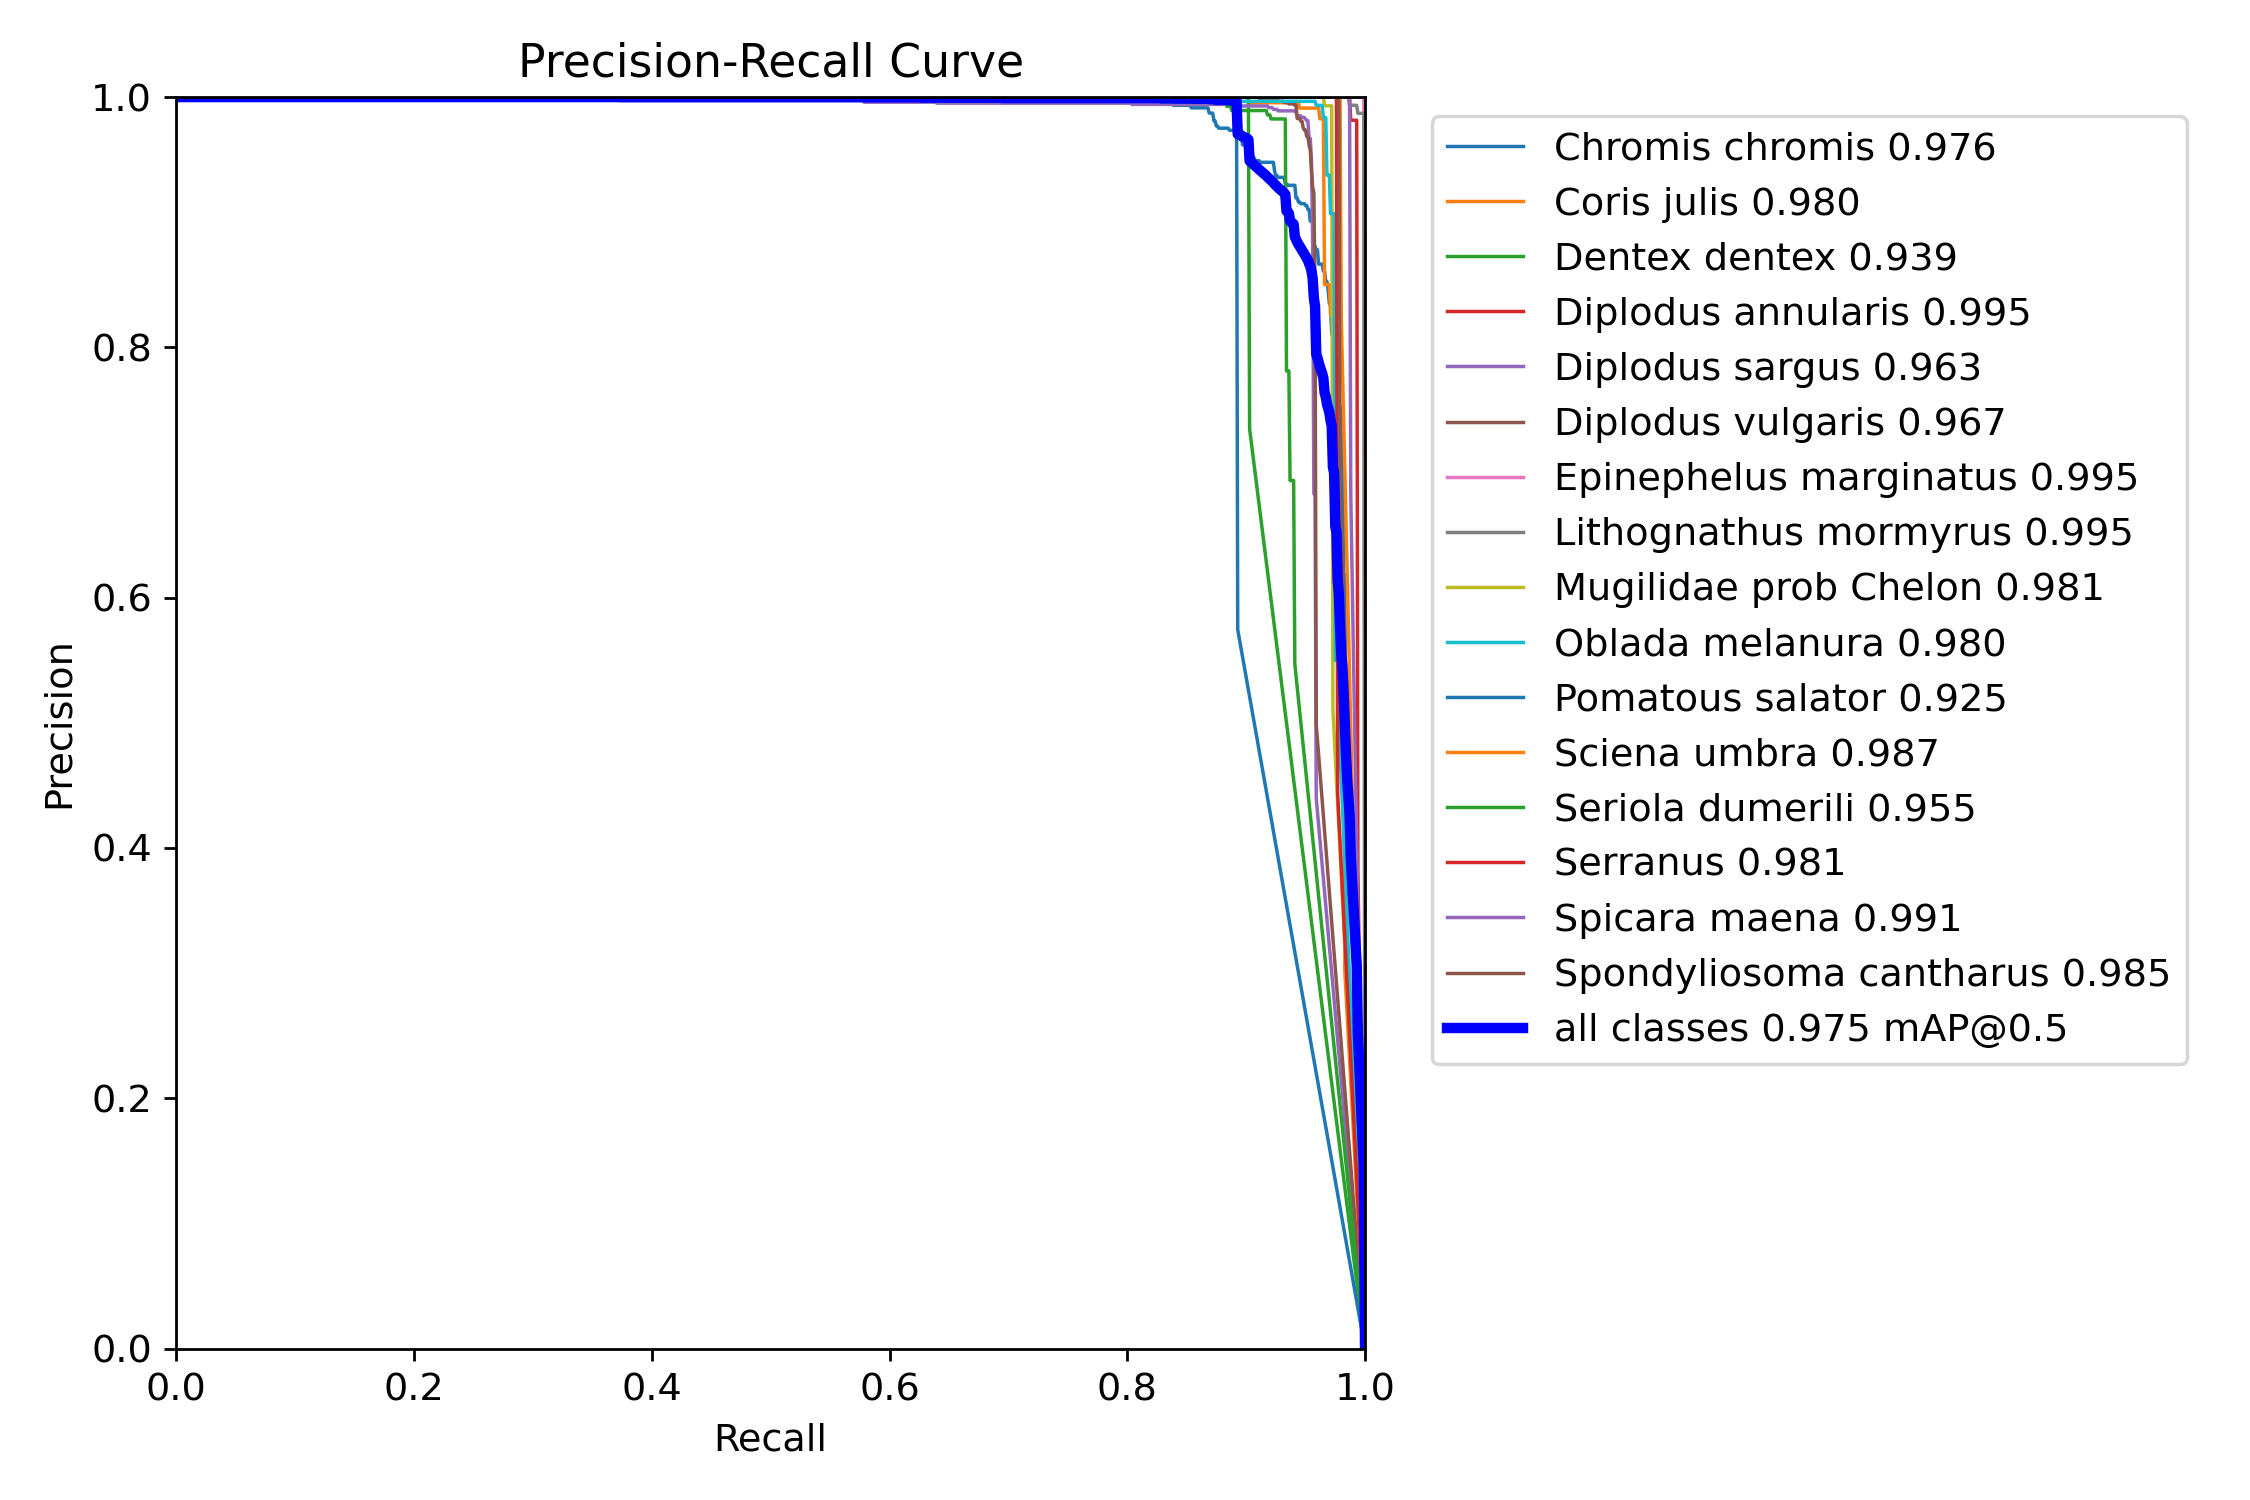 Precision-Recall Curve
1.0
0.8
0.6
0.4
0.2
0.0
Precision
0.0 0.2 0.4 0.6 0.8 1.0
Recall
Chromis chromis 0.976
Coris julis 0.980
Dentex dentex 0.939
Diplodus annularis 0.995
Diplodus sargus 0.963
Diplodus vulgaris 0.967
Epinephelus marginatus 0.995
Lithognathus mormyrus 0.995
Mugilidae prob Chelon 0.981
Oblada melanura 0.980
Pomatous salator 0.925
Sciena umbra 0.987
Seriola dumerili 0.955
Serranus 0.981
Spicara maena 0.991
Spondyliosoma cantharus 0.985
all classes 0.975 mAP@0.5